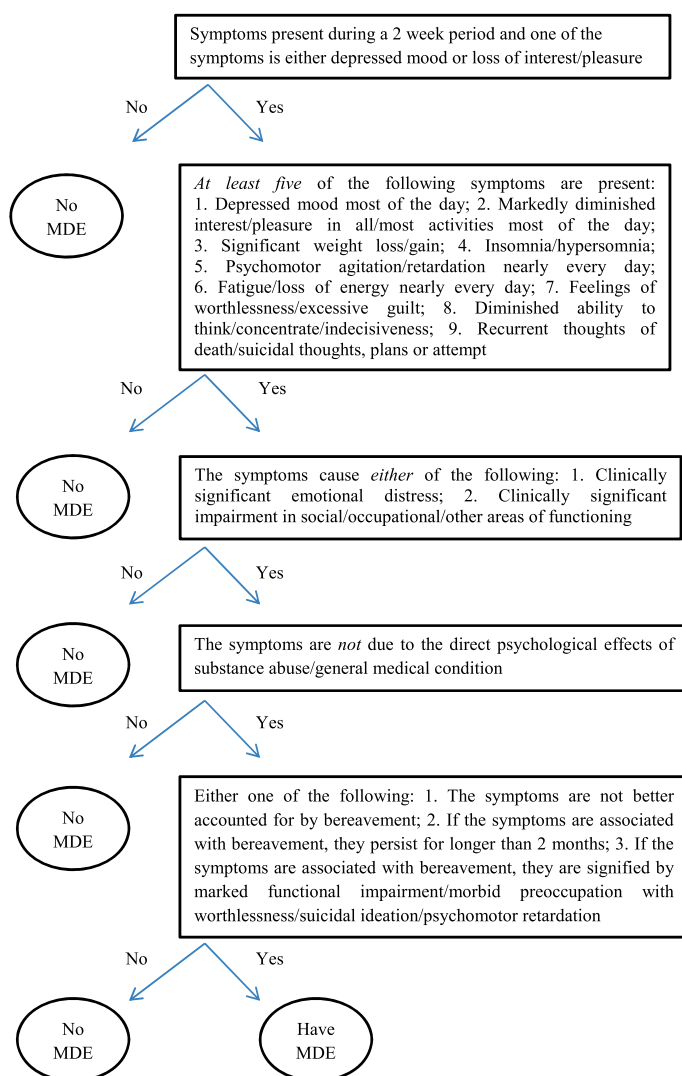 Symptoms present during a 2 week period and one of the
symptoms is either depressed mood or loss of interest/pleasure
No
Yes
No
MDE
At least five of the following symptoms are present:
1. Depressed mood most of the day; 2. Markedly diminished
interest/pleasure in all/most activities most of the day;
3. Significant weight loss/gain; 4. Insomnia/hypersomnia;
5. Psychomotor agitation/retardation nearly every day;
6. Fatigue/loss of energy nearly every day; 7. Feelings of
worthlessness/excessive guilt; 8. Diminished ability to
think/concentrate/indecisiveness; 9. Recurrent thoughts of
death/suicidal thoughts, plans or attempt
No
Yes
No
MDE
The symptoms cause either of the following: 1. Clinically
significant emotional distress; 2. Clinically significant
impairment in social/occupational/other areas of functioning
No
Yes
No
MDE
The symptoms are not due to the direct psychological effects of
substance abuse/general medical condition
No
Yes
No
MDE
Either one of the following: 1. The symptoms are not better
accounted for by bereavement; 2. If the symptoms are associated
with bereavement, they persist for longer than 2 months; 3. If the
symptoms are associated with bereavement, they are signified by
marked functional impairment/morbid preoccupation with
worthlessness/suicidal ideation/psychomotor retardation
No
Yes
No
MDE
Have
MDE